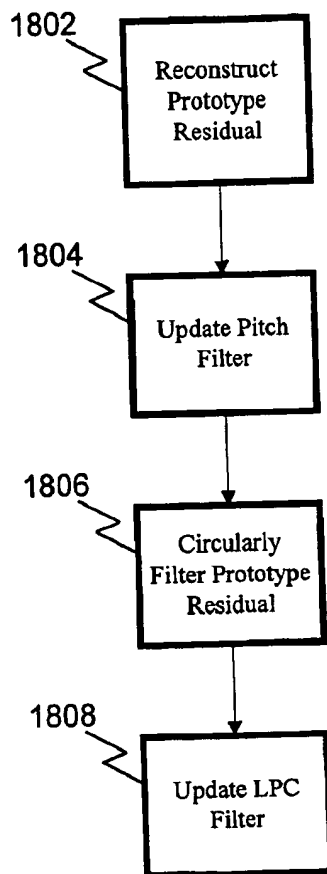 1802
Reconstruct
Prototype
Residual
1804
Update Pitch
Filter
1806
Circularly
Filter Prototype
Residual
1808
Update LPC
Filter